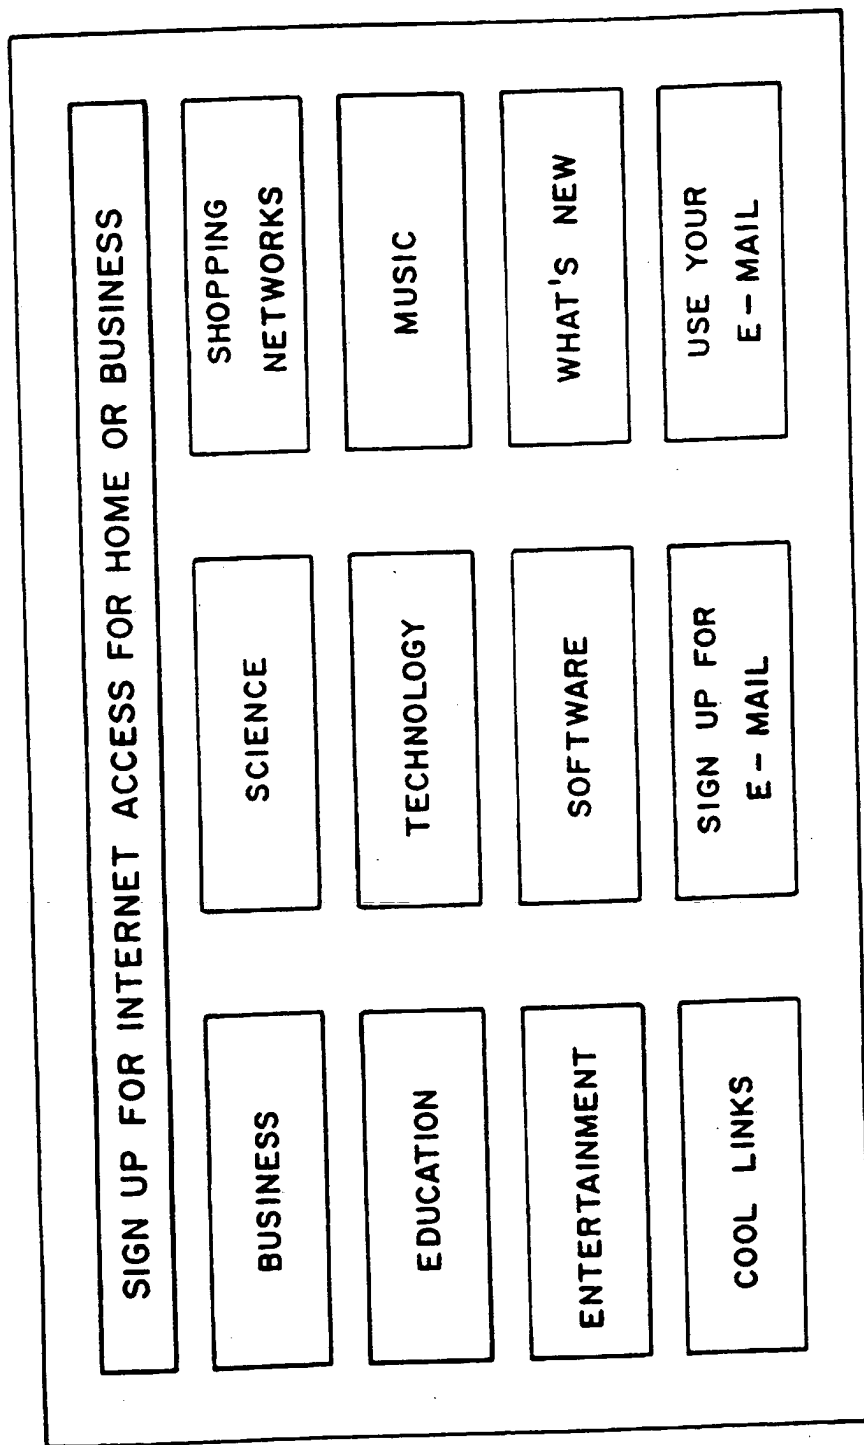 SIGN UP FOR INTERNET ACCESS FOR HOME OR BUSINESS
BUSINESS
SCIENCE
SHOPPING
NETWORKS
EDUCATION
TECHNOLOGY
MUSIC
ENTERTAINMENT
SOFTWARE
WHAT'S NEW
COOL LINKS
SIGN UP FOR
E-MAIL
USE YOUR
E-MAIL